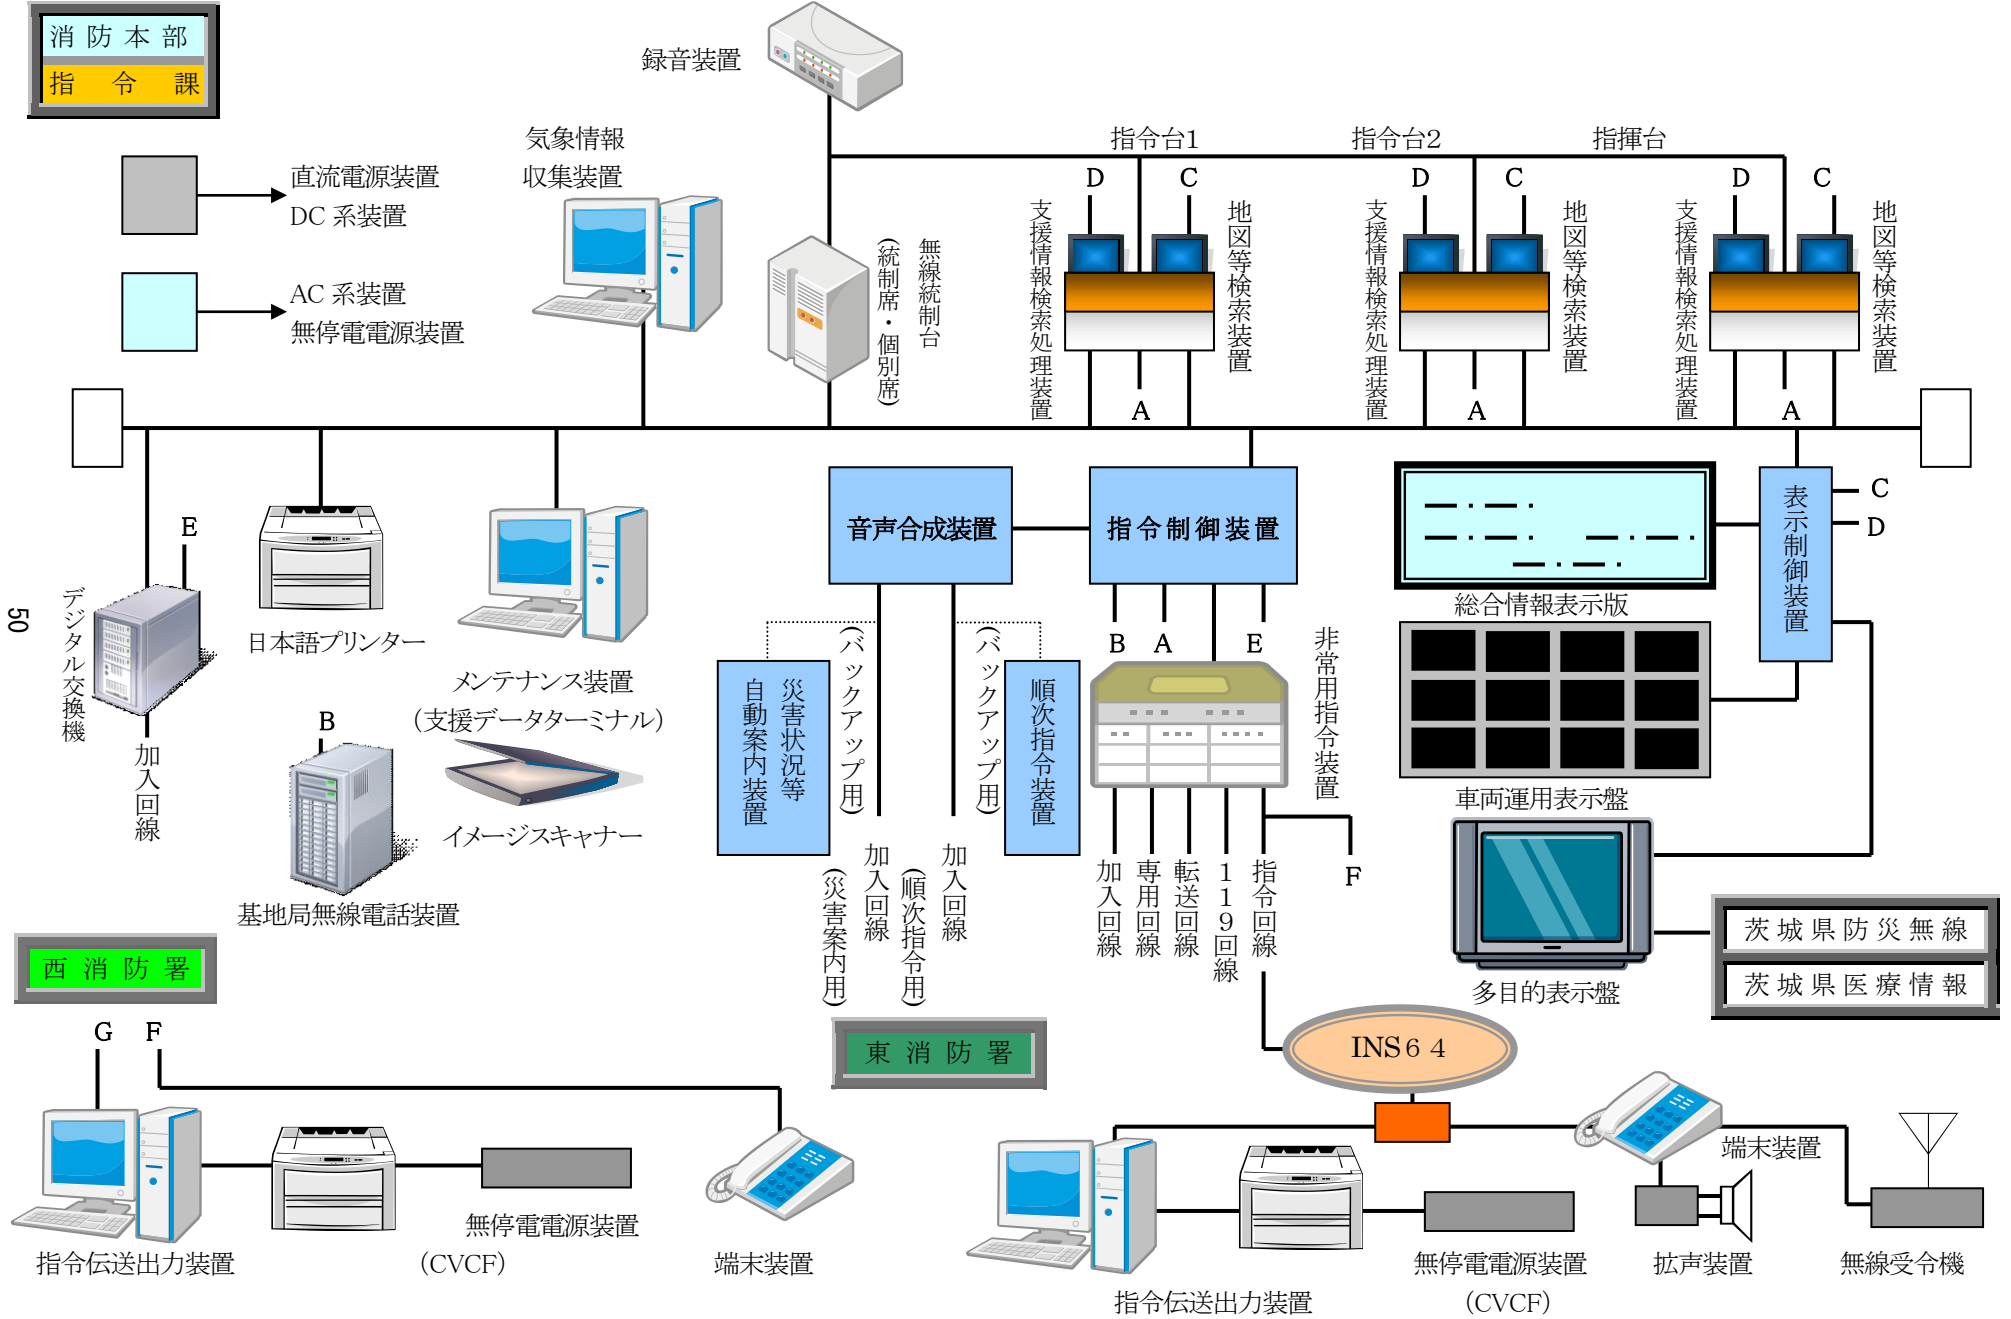 消防本部
指令課
直流電源装置
DC 系装置
AC 系装置
無停電電源装置
録音装置
気象情報
収集装置
無線統制台
(統制席・個別席)
指令台1
指令台2
指揮台
D
C
D
C
D
C
支援情報検索処理装置
地図等検索装置
支援情報検索処理装置
地図等検索装置
支援情報検索処理装置
地図等検索装置
A
A
A
E
デジタル交換機
加入回線
日本語プリンター
メンテナンス装置
(支援データターミナル)
B
基地局無線電話装置
イメージスキャナー
音声合成装置
指令制御装置
表示制御装置
C
D
総合情報表示版
車両運用表示盤
多目的表示盤
茨城県防災無線
茨城県医療情報
災害状況等
自動案内装置
(バックアップ用)
(バックアップ用)
順次指令装置
加入回線
(災害案内用)
加入回線
(順次指令用)
B
A
E
非常用指令装置
加入回線
専用回線
転送回線
119回線
指令回線
F
50
西消防署
G
F
指令伝送出力装置
無停電電源装置
(CVCF)
端末装置
東消防署
INS64
指令伝送出力装置
無停電電源装置
(CVCF)
端末装置
拡声装置
無線受令機